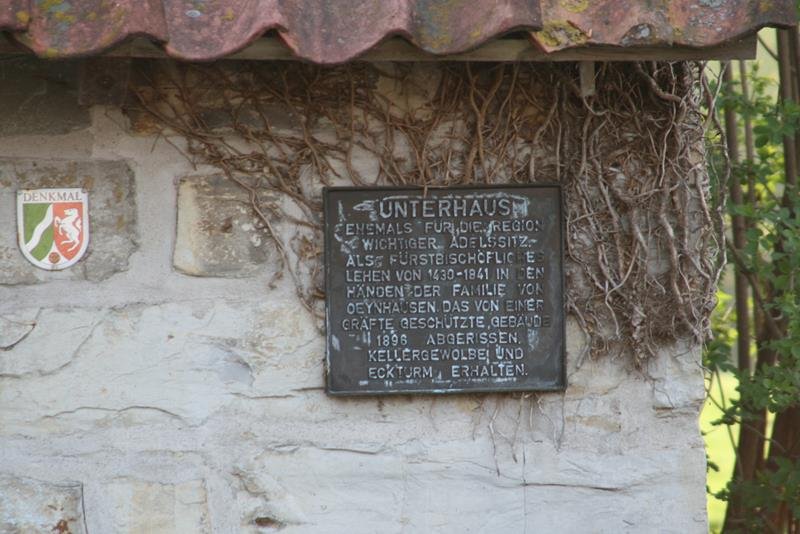 DENKMAL
UNTERHAUS
EHEMALS FÜR DIE REGION
WICHTIGER ADELSSITZ.
ALS FÜRSTBISCHÖFLICHES
LEHEN VON 1430-1841 IN DEN
HÄNDEN DER FAMILIE VON
OEYNHAUSEN. DAS VON EINER
GRÄFTE GESCHÜTZTE GEBÄUDE
1896 ABGERISSEN.
KELLERGEWÖLBE UND
ECKTURM ERHALTEN.